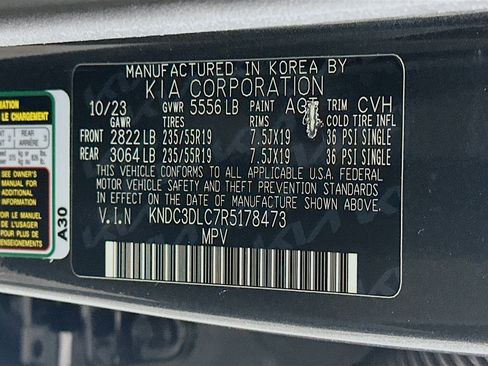 MANUFACTURED IN KOREA BY
KIA CORPORATION
10/23 GVWR 5556 LB PAINT TRIM CVH
GAWR TIRES RIMS COLD TIRE INFL
FRONT 2822 LB 235/55R19 7.5JX19 36 PSI SINGLE
REAR 3064 LB 235/55R19 7.5JX19 36 PSI SINGLE
THIS VEHICLE CONFORMS TO ALL APPLICABLE U.S.A. FEDERAL
MOTOR VEHICLE SAFETY STANDARDS IN
EFFECT ON THE DATE OF MANUFACTURE SHOWN ABOVE
V.I.N KNDC3DLC7R5178473
MPV
LE CHARGEMENT
REAR
ARRIÈRE
SEE OWNER'S
MANUAL FOR
ADDITIONAL
INFORMATION
VOIR LE MANUEL
DE L'USAGER
POUR PLUS DE
RENSEIGNEMENTS
A30